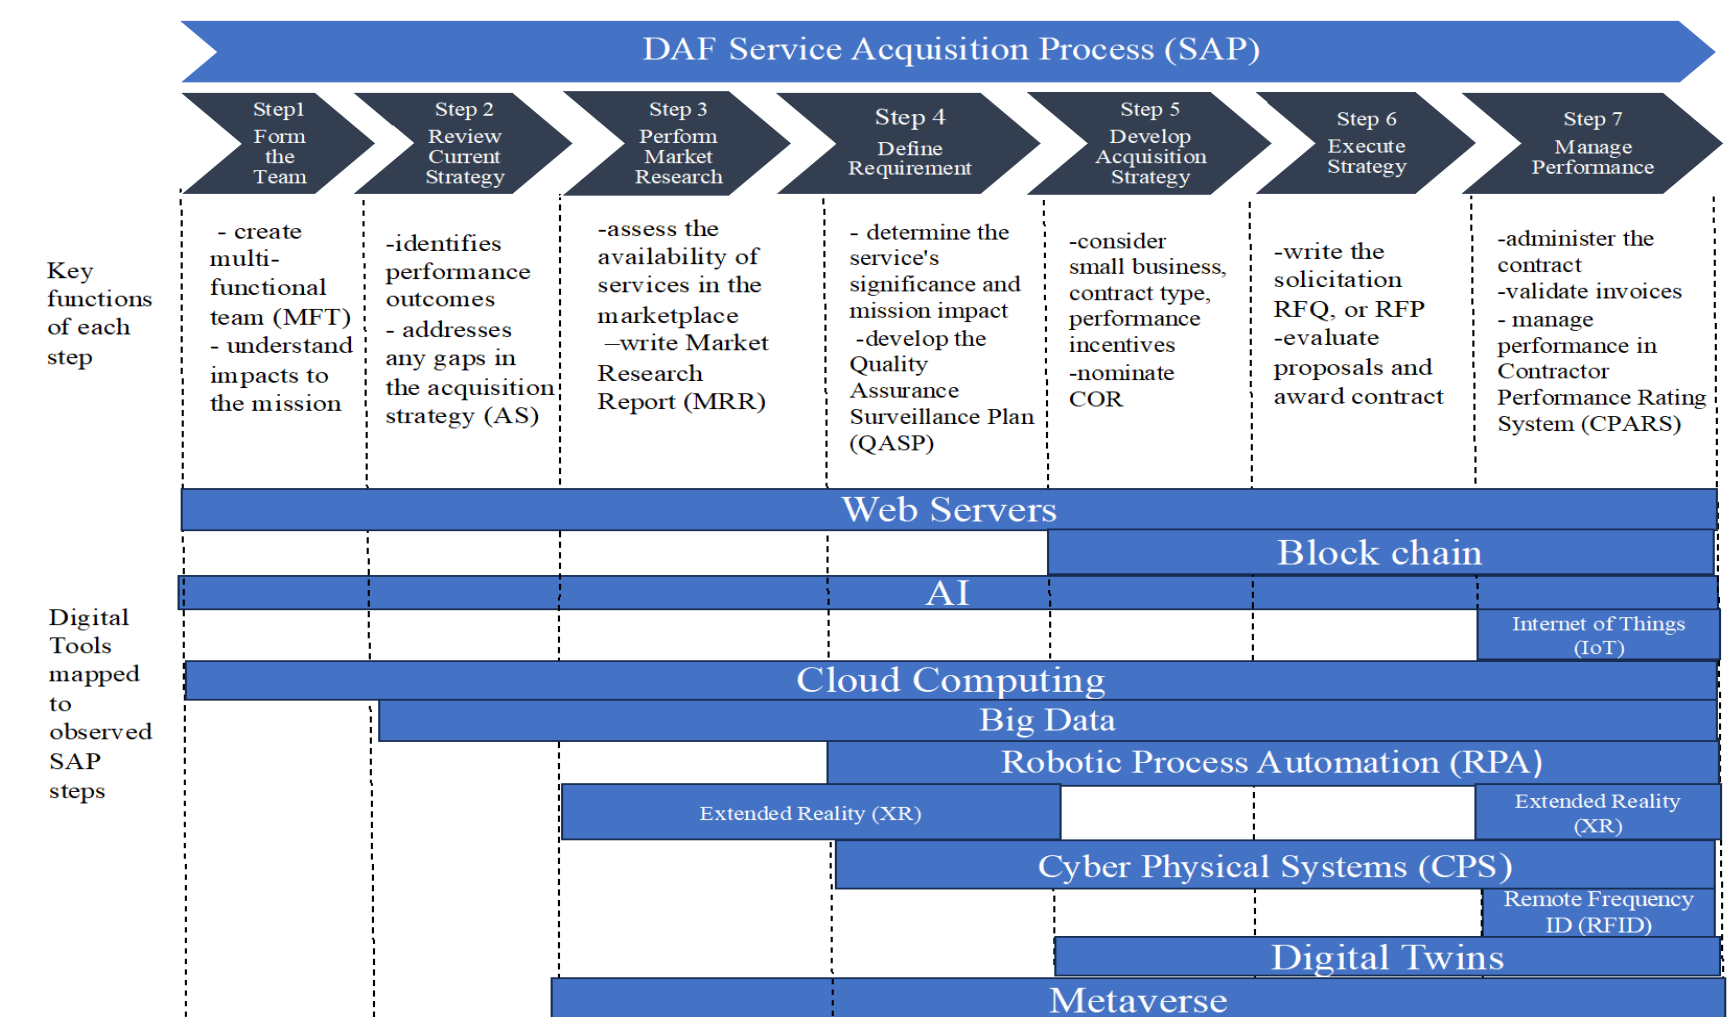 DAF Service Acquisition Process (SAP)
Step1
Form
the
Team
Step 2
Review
Current
Strategy
Step 3
Perform
Market
Research
Step 4
Define
Requirement
Step 5
Develop
Acquisition
Strategy
Step 6
Execute
Strategy
Step 7
Manage
Performance
Key
functions
of each
step
- create
multi-
functional
team (MFT)
- understand
impacts to
the mission
-identifies
performance
outcomes
- addresses
any gaps in
the acquisition
strategy (AS)
-assess the
availability of
services in the
marketplace
–write Market
Research
Report (MRR)
- determine the
service's
significance and
mission impact
-develop the
Quality
Assurance
Surveillance Plan
(QASP)
-consider
small business,
contract type,
performance
incentives
-nominate
COR
-write the
solicitation
RFQ, or RFP
-evaluate
proposals and
award contract
-administer the
contract
-validate invoices
- manage
performance in
Contractor
Performance Rating
System (CPARS)
Digital
Tools
mapped
to
observed
SAP
steps
Web Servers
Block chain
AI
Internet of Things
(IoT)
Cloud Computing
Big Data
Robotic Process Automation (RPA)
Extended Reality (XR)
Extended Reality
(XR)
Cyber Physical Systems (CPS)
Remote Frequency
ID (RFID)
Digital Twins
Metaverse